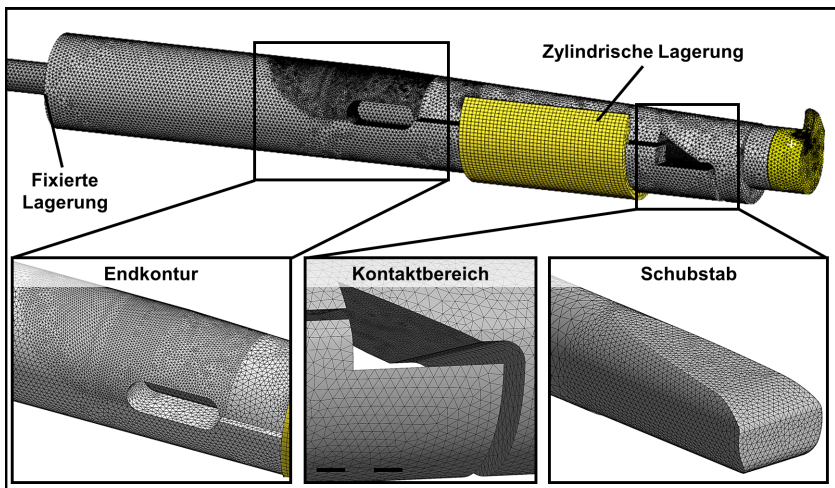 Zylindrische Lagerung
Fixierte
Lagerung
Endkontur
Kontaktbereich
Schubstab